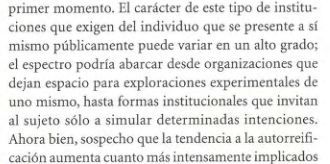 primer momento. El carácter de este tipo de institu-
ciones que exigen del individuo que se presente a sí
mismo públicamente puede variar en un alto grado;
el espectro podría abarcar desde organizaciones que
dejan espacio para exploraciones experimentales de
uno mismo, hasta formas institucionales que invitan
al sujeto sólo a simular determinadas intenciones.
Ahora bien, sospecho que la tendencia a la autorreifi-
cación aumenta cuanto más intensamente implicados